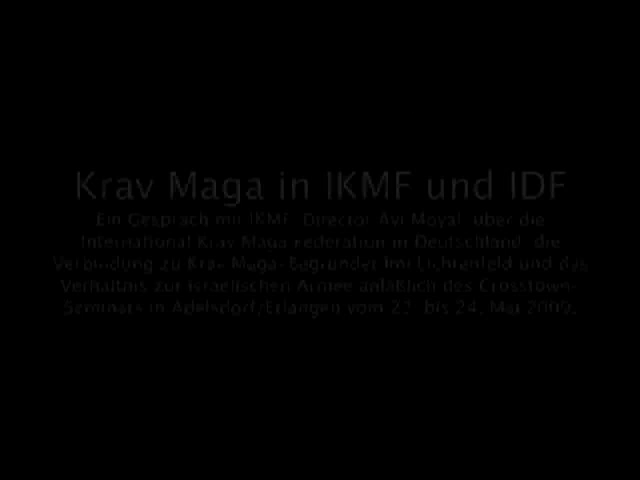 Krav Maga in IKMF und IDF
Ein Gespräch mit IKMF-Director Avi Moyal über die
International Krav Maga Federation in Deutschland, die
Verbindung zu Krav Maga-Begründer Imi Lichtenfeld und das
Verhältnis zur israelischen Armee anläßlich des Crosstown-
Seminars in Adelsdorf/Erlangen vom 22. bis 24. Mai 2009.